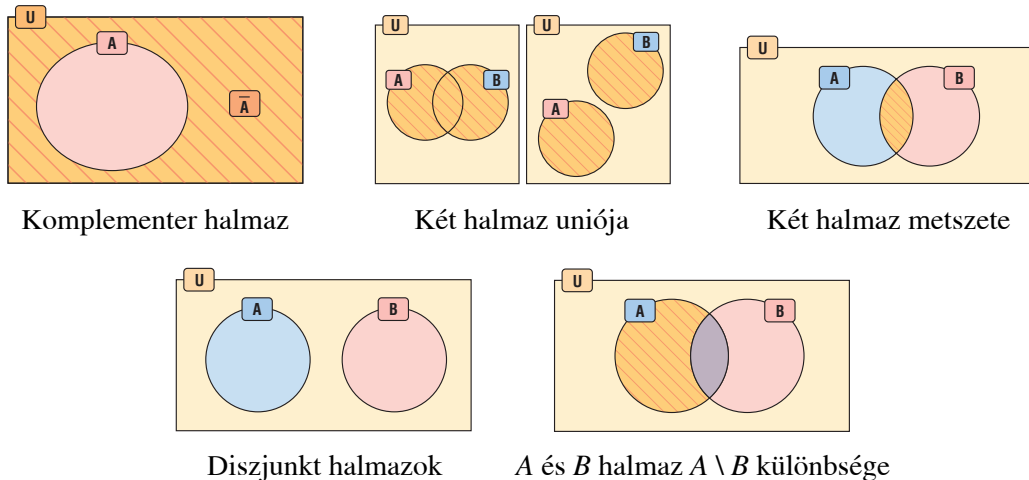 U
A
A̅
Komplementer halmaz
U
A
B
U
B
A
Két halmaz uniója
U
A
B
Két halmaz metszete
U
A
B
Diszjunkt halmazok
U
A
B
A és B halmaz A \ B különbsége